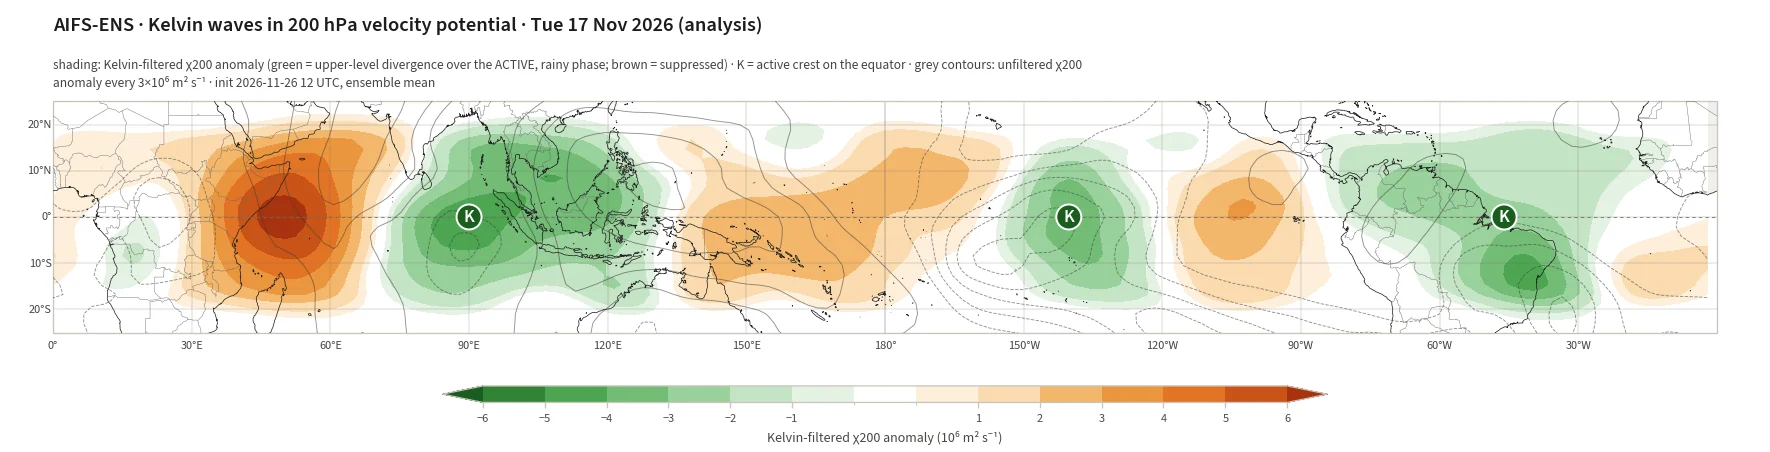 AIFS-ENS · Kelvin waves in 200 hPa velocity potential · Tue 17 Nov 2026 (analysis)
shading: Kelvin-filtered χ200 anomaly (green = upper-level divergence over the ACTIVE, rainy phase; brown = suppressed) · K = active crest on the equator · grey contours: unfiltered χ200
anomaly every 3×10⁶ m² s⁻¹ · init 2026-11-26 12 UTC, ensemble mean
20°N
10°N
0°
10°S
20°S
K
K
K
0° 30°E 60°E 90°E 120°E 150°E 180° 150°W 120°W 90°W 60°W 30°W
−6 −5 −4 −3 −2 −1 1 2 3 4 5 6
Kelvin-filtered χ200 anomaly (10⁶ m² s⁻¹)